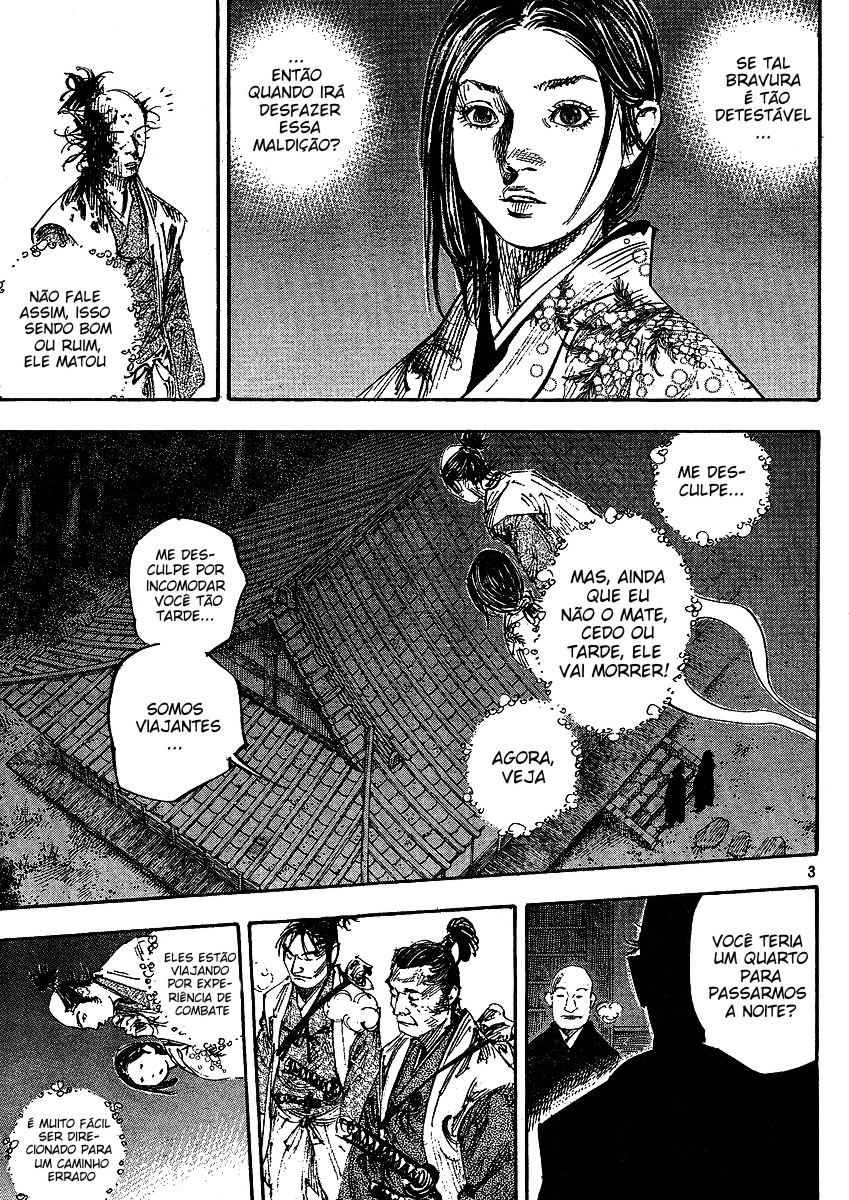 SE TAL
BRAVURA
É TÃO
DETESTÁVEL
...
...
ENTÃO
QUANDO IRÁ
DESFAZER
ESSA
MALDIÇÃO?
NÃO FALE
ASSIM, ISSO
SENDO BOM
OU RUIM,
ELE MATOU
ME DES-
CULPE...
MAS, AINDA
QUE EU
NÃO O MATE,
CEDO OU
TARDE, ELE
VAI MORRER!
AGORA,
VEJA
ME DES-
CULPE POR
INCOMODAR
VOCÊ TÃO
TARDE...
SOMOS
VIAJANTES
...
3
VOCÊ TERIA
UM QUARTO
PARA
PASSARMOS
A NOITE?
ELES ESTÃO
VIAJANDO
POR EXPE-
RIÊNCIA DE
COMBATE
É MUITO FÁCIL
SER DIRE-
CIONADO PARA
UM CAMINHO
ERRADO